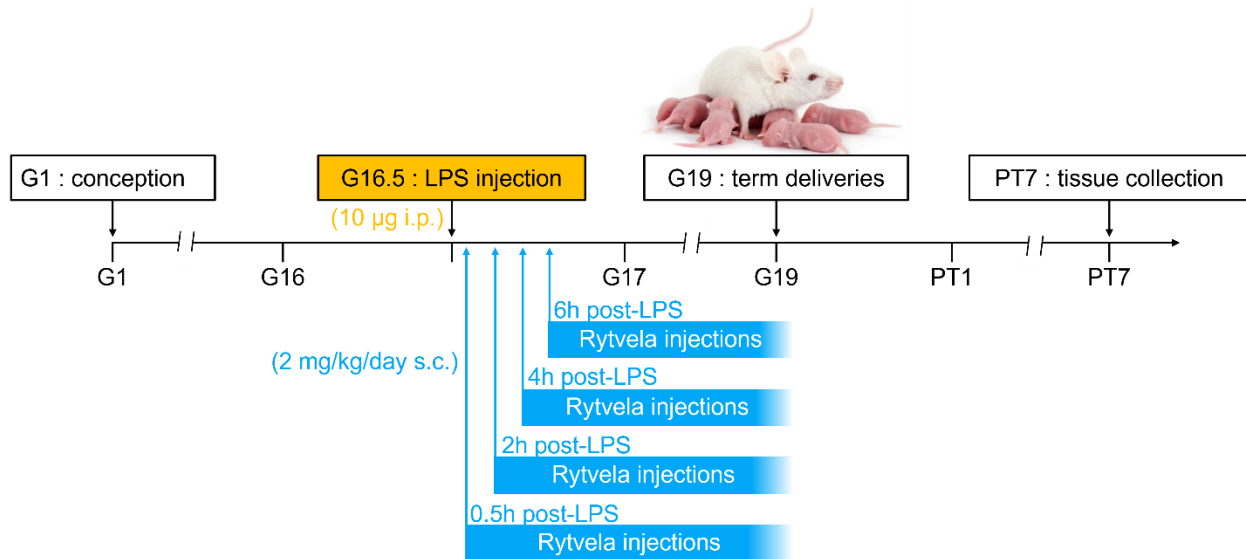 G1 : conception
G16.5 : LPS injection
G19 : term deliveries
PT7 : tissue collection
(10 µg i.p.)
G1
G16
G17
G19
PT1
PT7
6h post-LPS
Rytvela injections
(2 mg/kg/day s.c.)
4h post-LPS
Rytvela injections
2h post-LPS
Rytvela injections
0.5h post-LPS
Rytvela injections